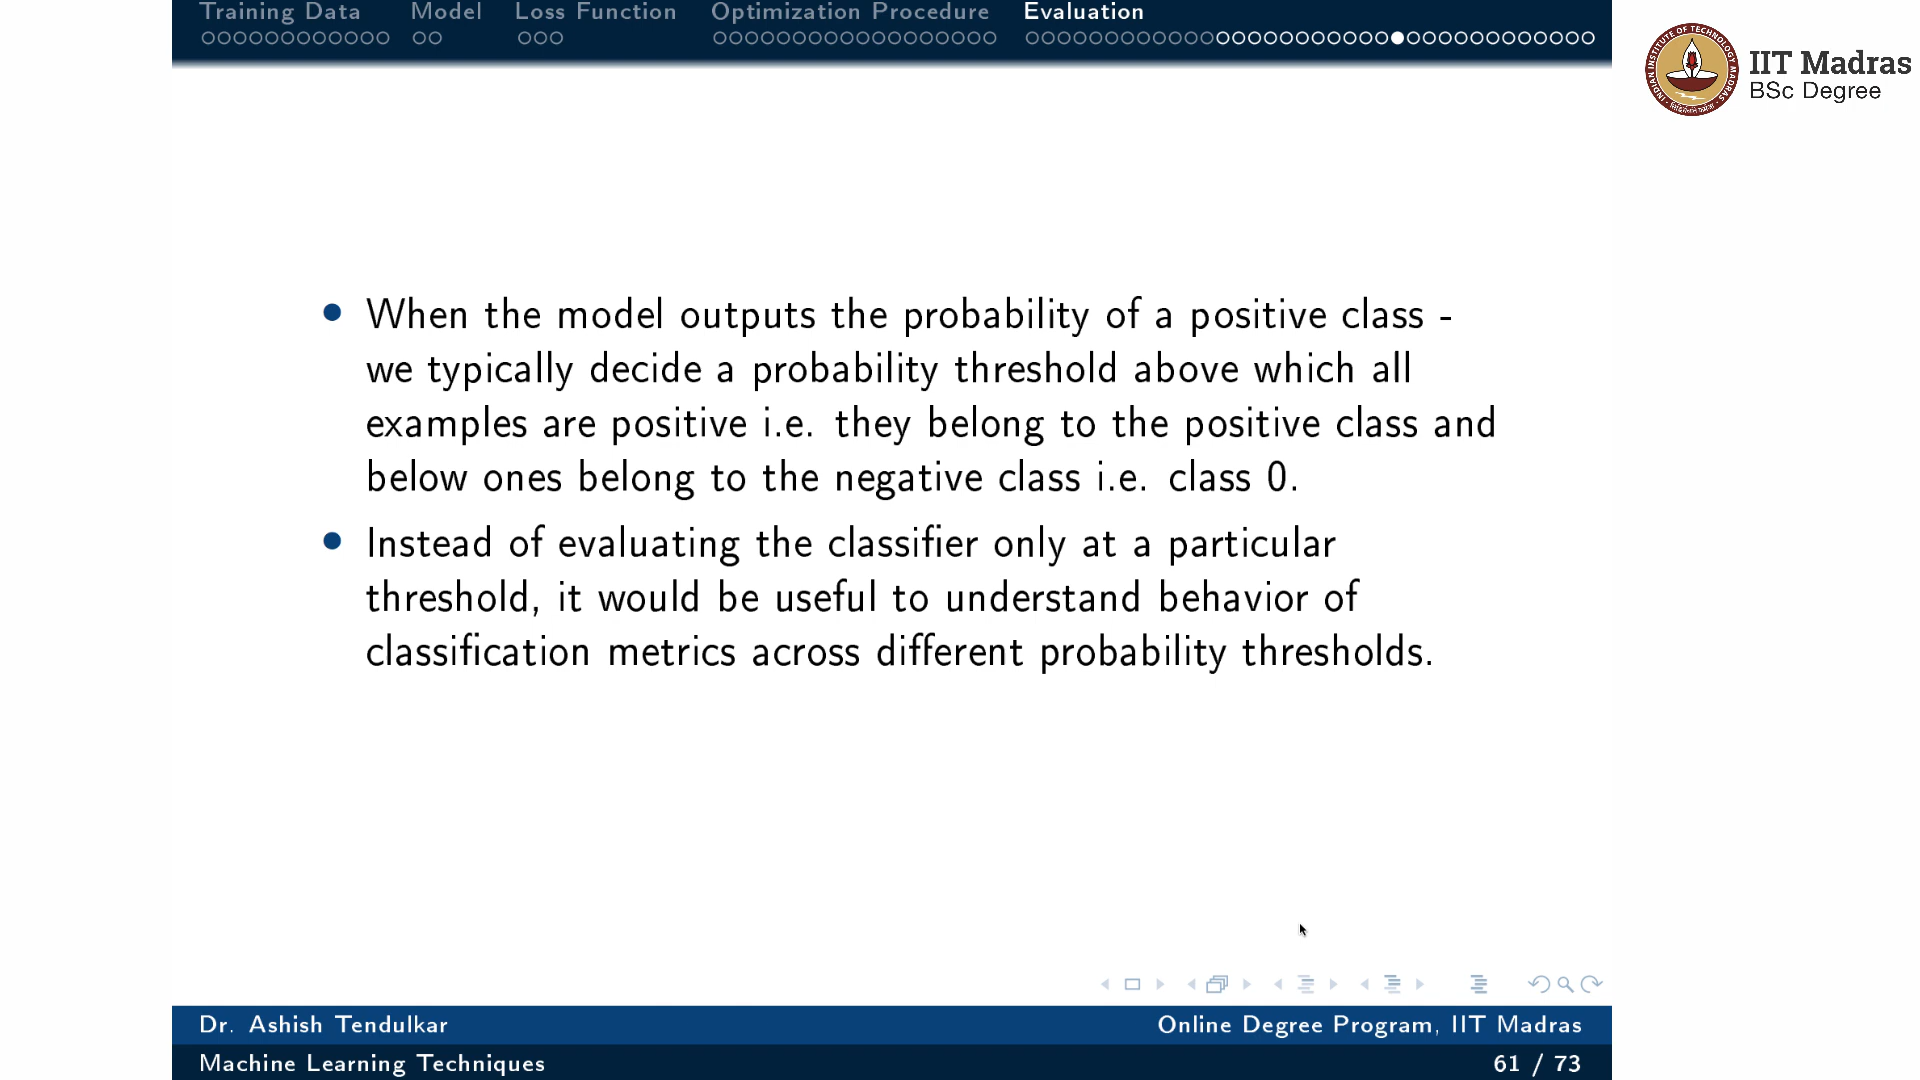 Training Data Model Loss Function Optimization Procedure Evaluation
IIT Madras
BSc Degree
• When the model outputs the probability of a positive class -
we typically decide a probability threshold above which all
examples are positive i.e. they belong to the positive class and
below ones belong to the negative class i.e. class 0.
• Instead of evaluating the classifier only at a particular
threshold, it would be useful to understand behavior of
classification metrics across different probability thresholds.
Dr. Ashish Tendulkar Online Degree Program, IIT Madras
Machine Learning Techniques 61 / 73